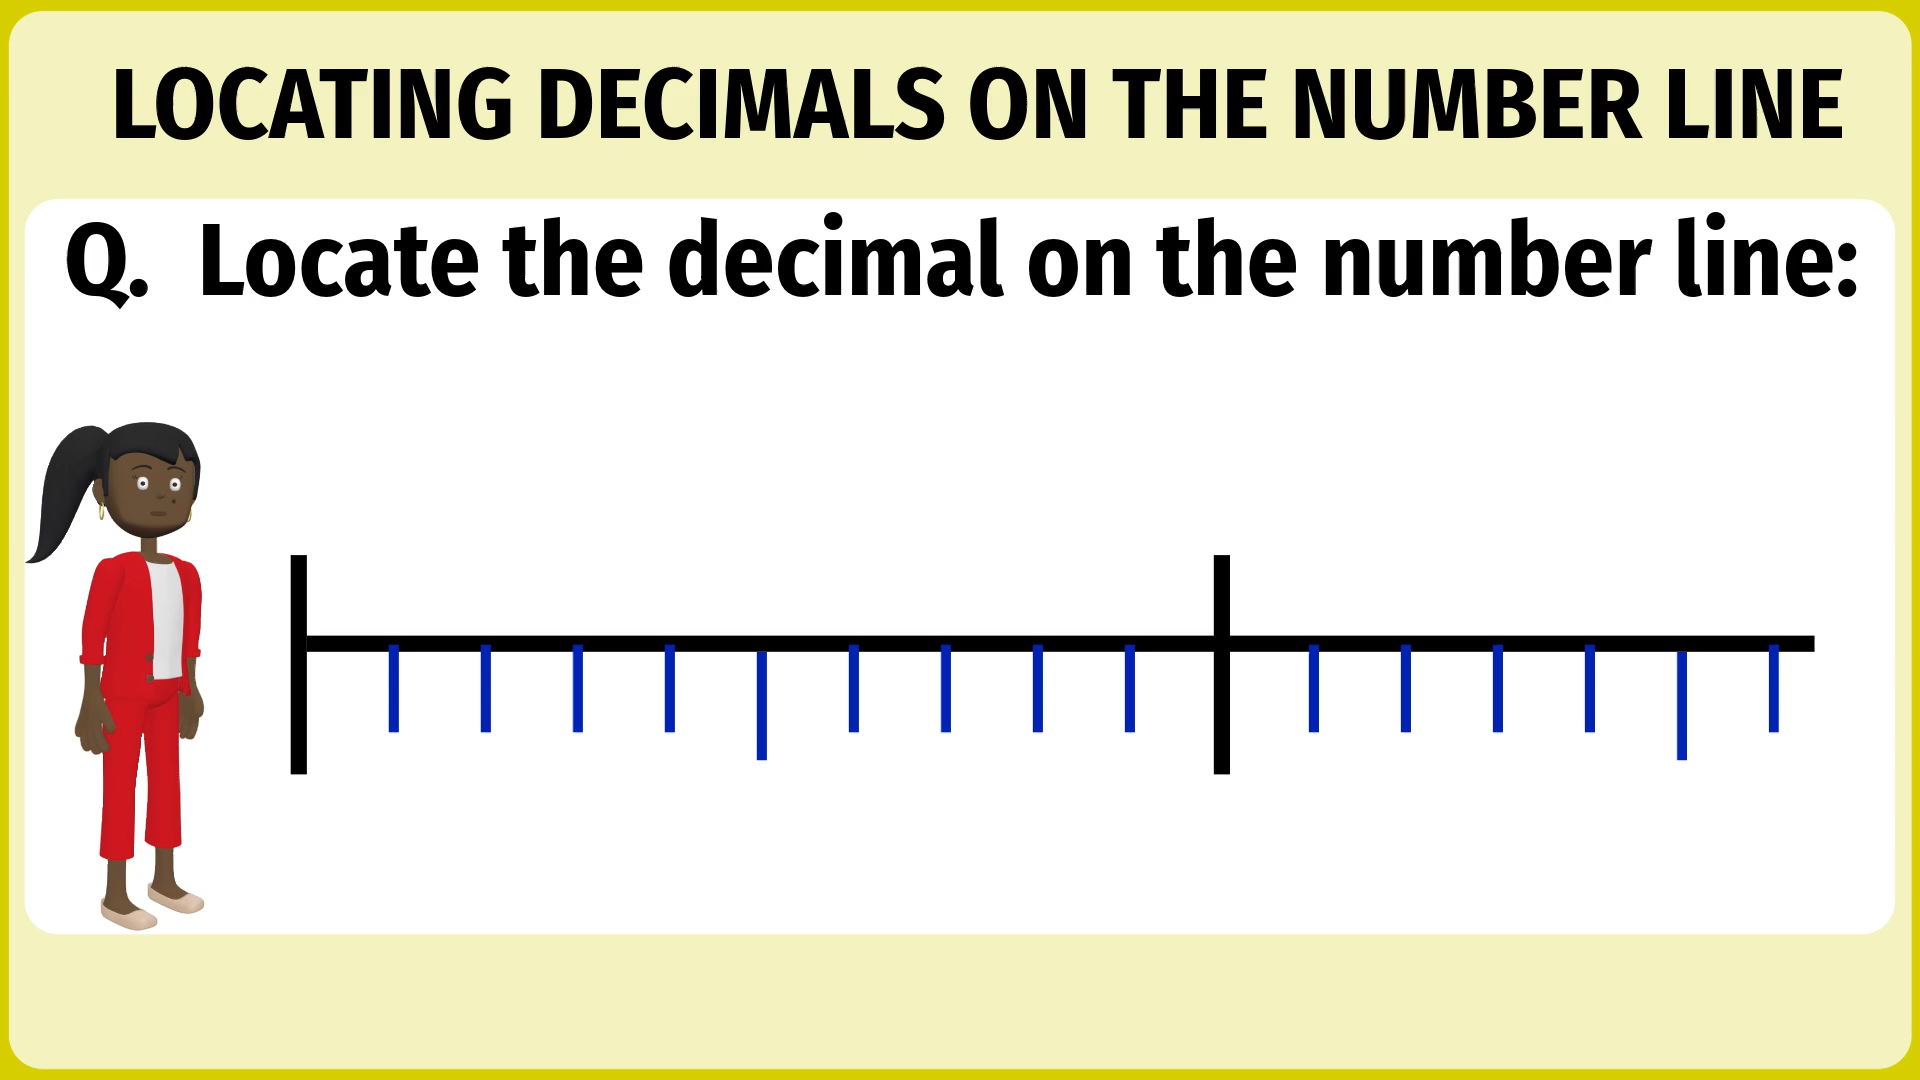 LOCATING DECIMALS ON THE NUMBER LINE
Q. Locate the decimal on the number line: